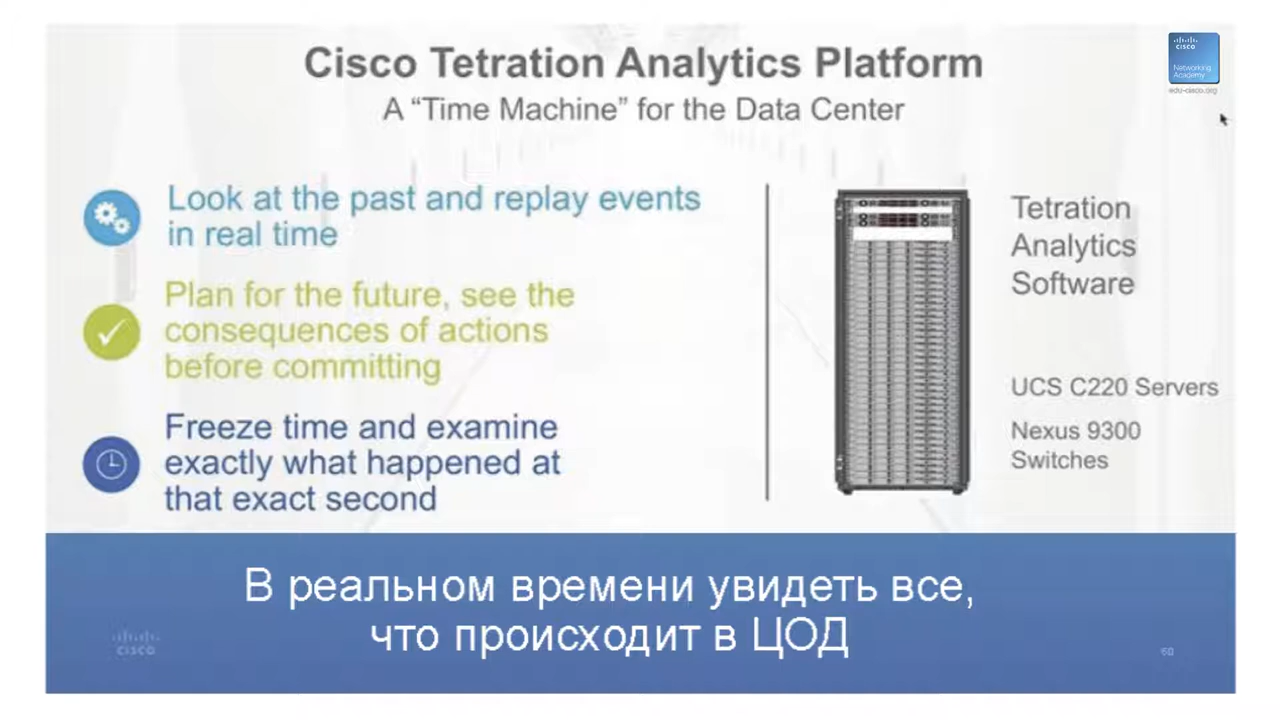 Cisco Tetration Analytics Platform
A “Time Machine” for the Data Center
cisco
Networking
Academy
edu-cisco.org
Look at the past and replay events
in real time
Plan for the future, see the
consequences of actions
before committing
Freeze time and examine
exactly what happened at
that exact second
Tetration
Analytics
Software
UCS C220 Servers
Nexus 9300
Switches
В реальном времени увидеть все,
что происходит в ЦОД
cisco
60